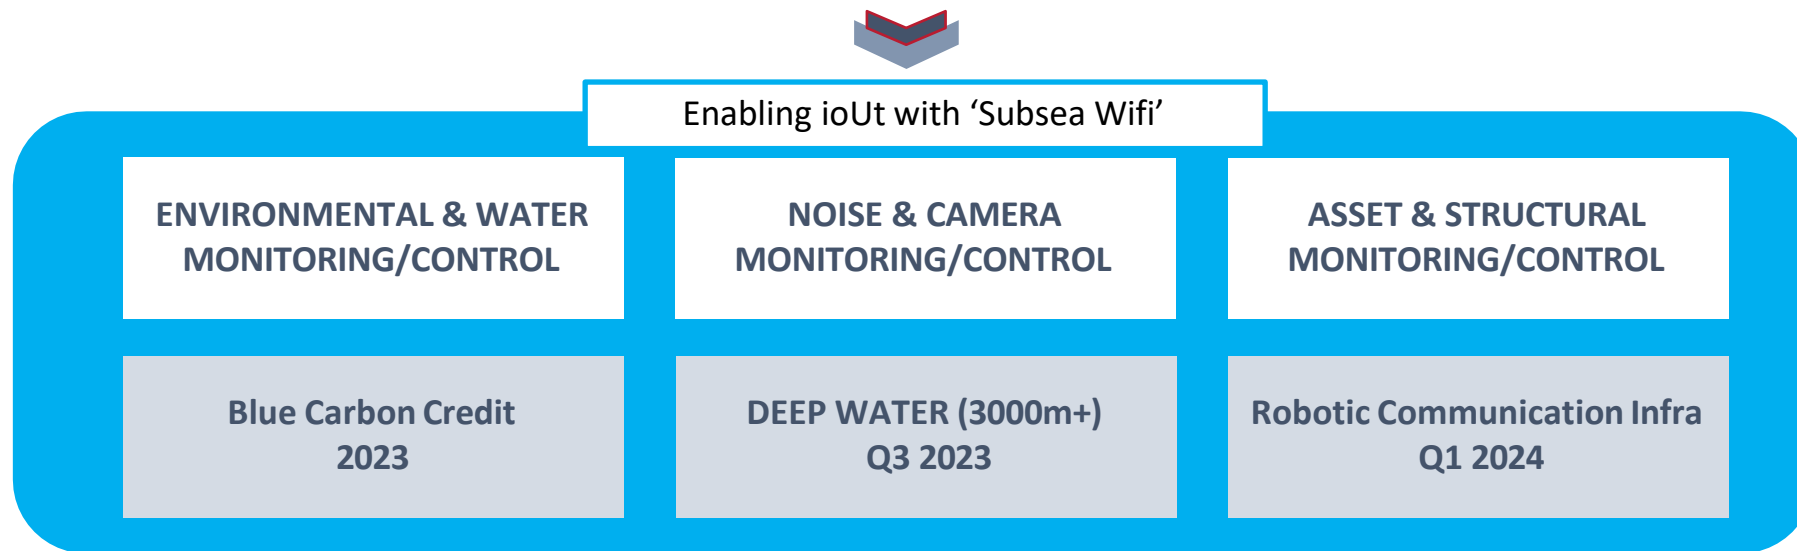 Enabling ioUt with ‘Subsea Wifi’
ENVIRONMENTAL & WATER
MONITORING/CONTROL
NOISE & CAMERA
MONITORING/CONTROL
ASSET & STRUCTURAL
MONITORING/CONTROL
Blue Carbon Credit
2023
DEEP WATER (3000m+)
Q3 2023
Robotic Communication Infra
Q1 2024